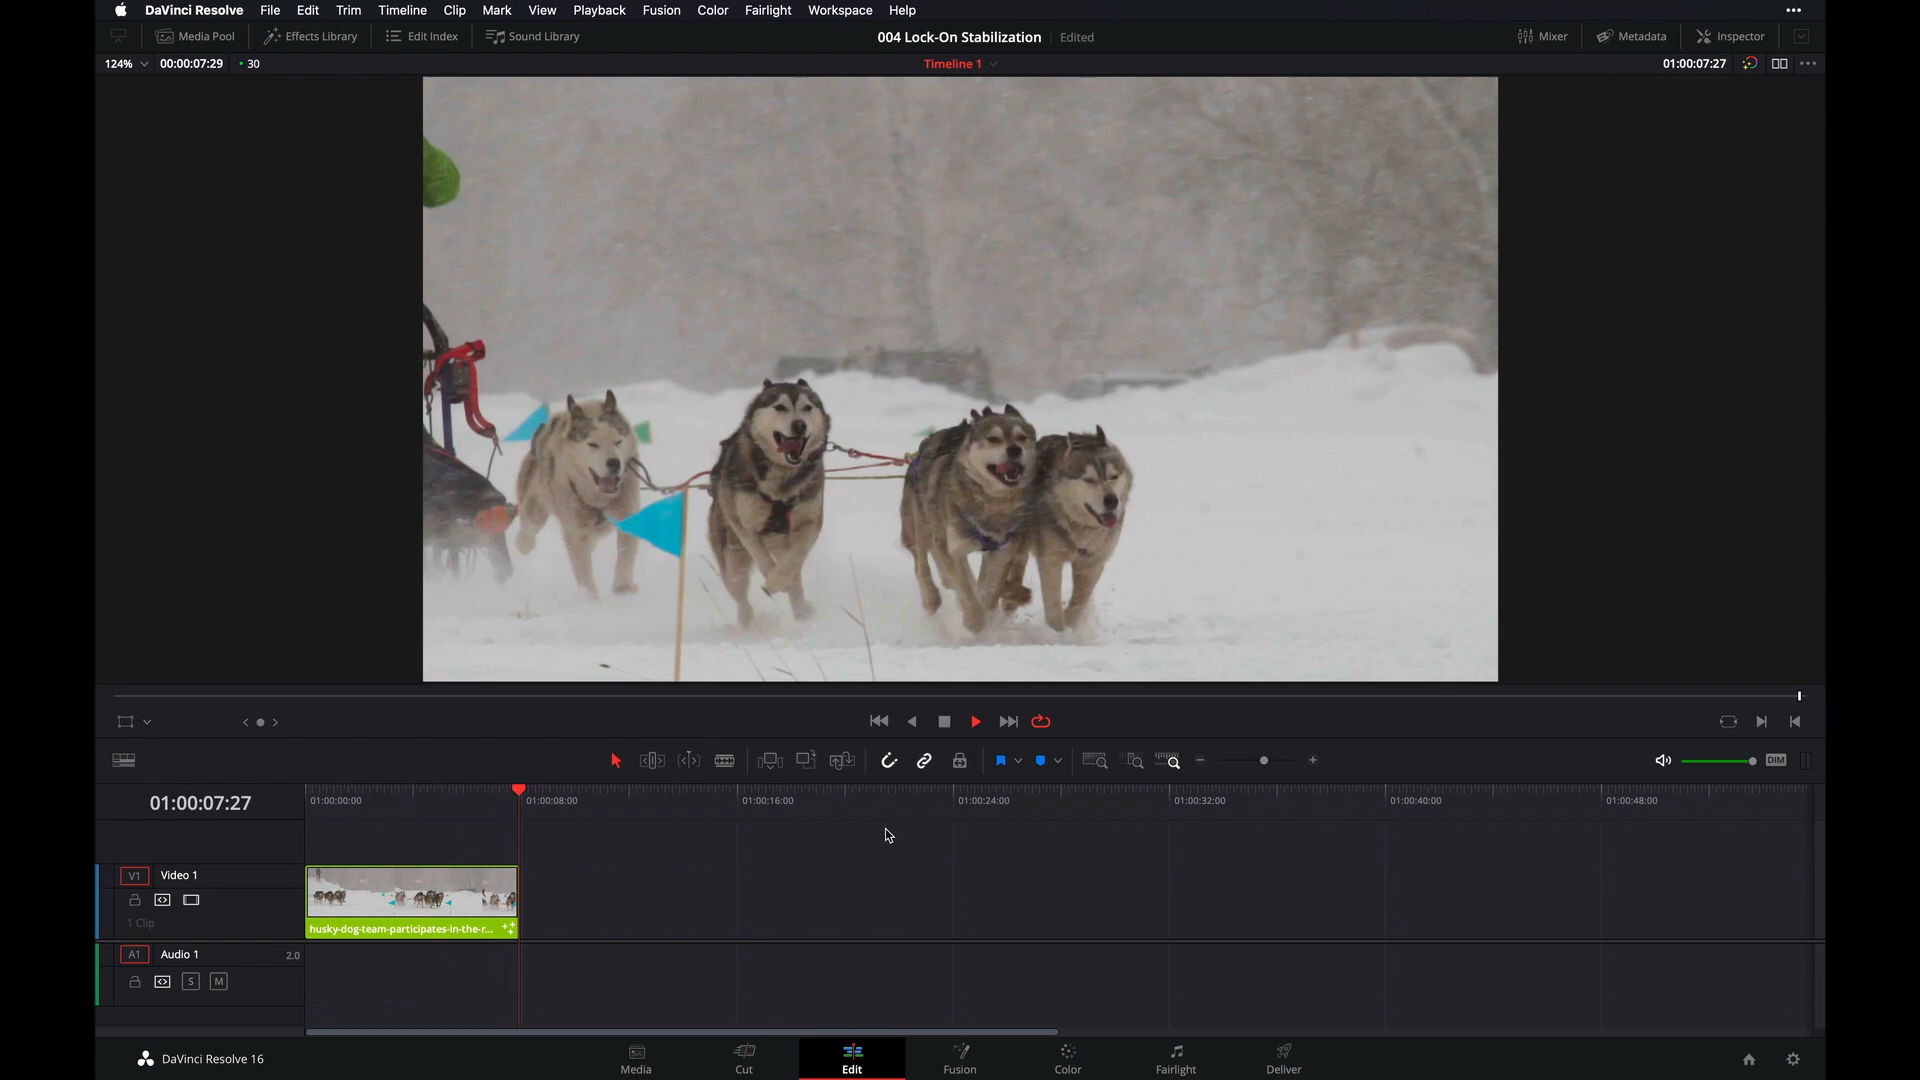 DaVinci Resolve File Edit Trim Timeline Clip Mark View Playback Fusion Color Fairlight Workspace Help
Media Pool Effects Library Edit Index Sound Library 004 Lock-On Stabilization Edited Mixer Metadata Inspector
124% 00:00:07:29 30 Timeline 1 01:00:07:27
DIM
01:00:07:27 01:00:00:00 01:00:08:00 01:00:16:00 01:00:24:00 01:00:32:00 01:00:40:00 01:00:48:00
V1 Video 1
1 Clip
husky-dog-team-participates-in-the-r...
A1 Audio 1 2.0
S M
DaVinci Resolve 16 Media Cut Edit Fusion Color Fairlight Deliver